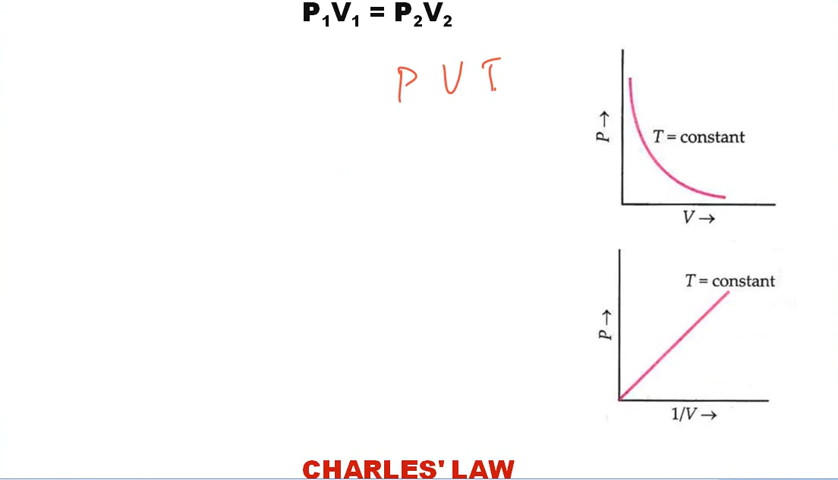 P₁V₁ = P₂V₂
P V T
P →
T = constant
V →
T = constant
P →
1/V →
CHARLES' LAW